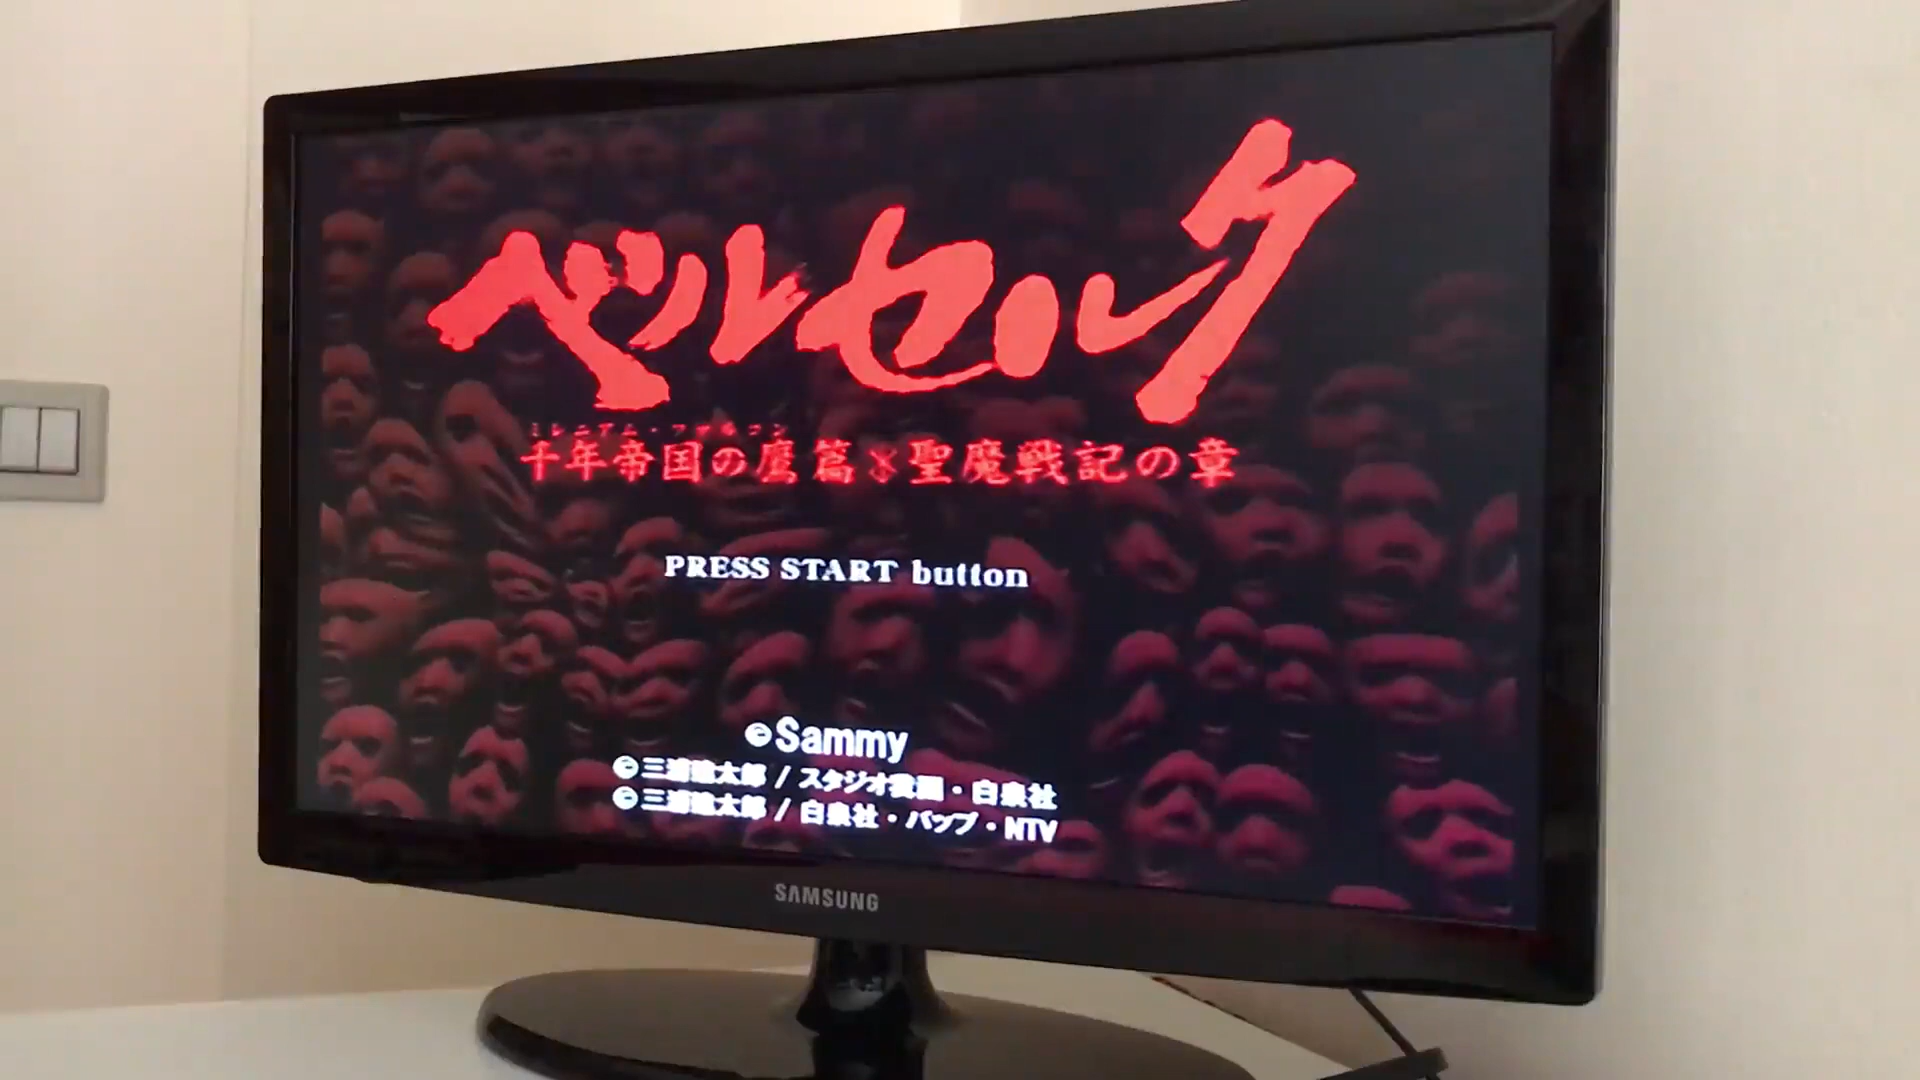 ベルセルク
ミレニアム・ファルコン
千年帝国の鷹篇 聖魔戦記の章
PRESS START button
©Sammy
©三浦建太郎 / スタジオ我画・白泉社
©三浦建太郎 / 白泉社・バップ・NTV
SAMSUNG